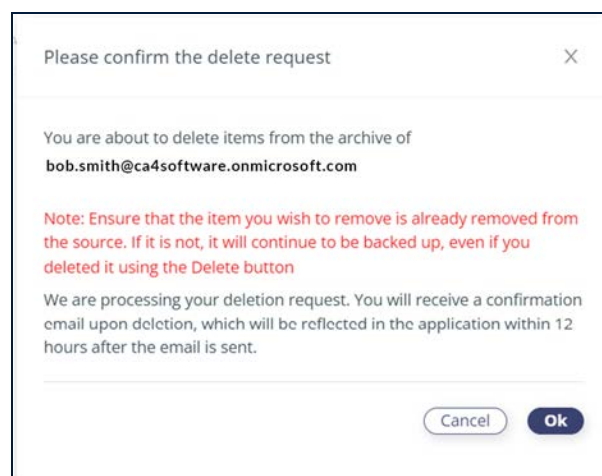 Please confirm the delete request
You are about to delete items from the archive of
bob.smith@ca4software.onmicrosoft.com
Note: Ensure that the item you wish to remove is already removed from
the source. If it is not, it will continue to be backed up, even if you
deleted it using the Delete button
We are processing your deletion request. You will receive a confirmation
email upon deletion, which will be reflected in the application within 12
hours after the email is sent.
Cancel Ok